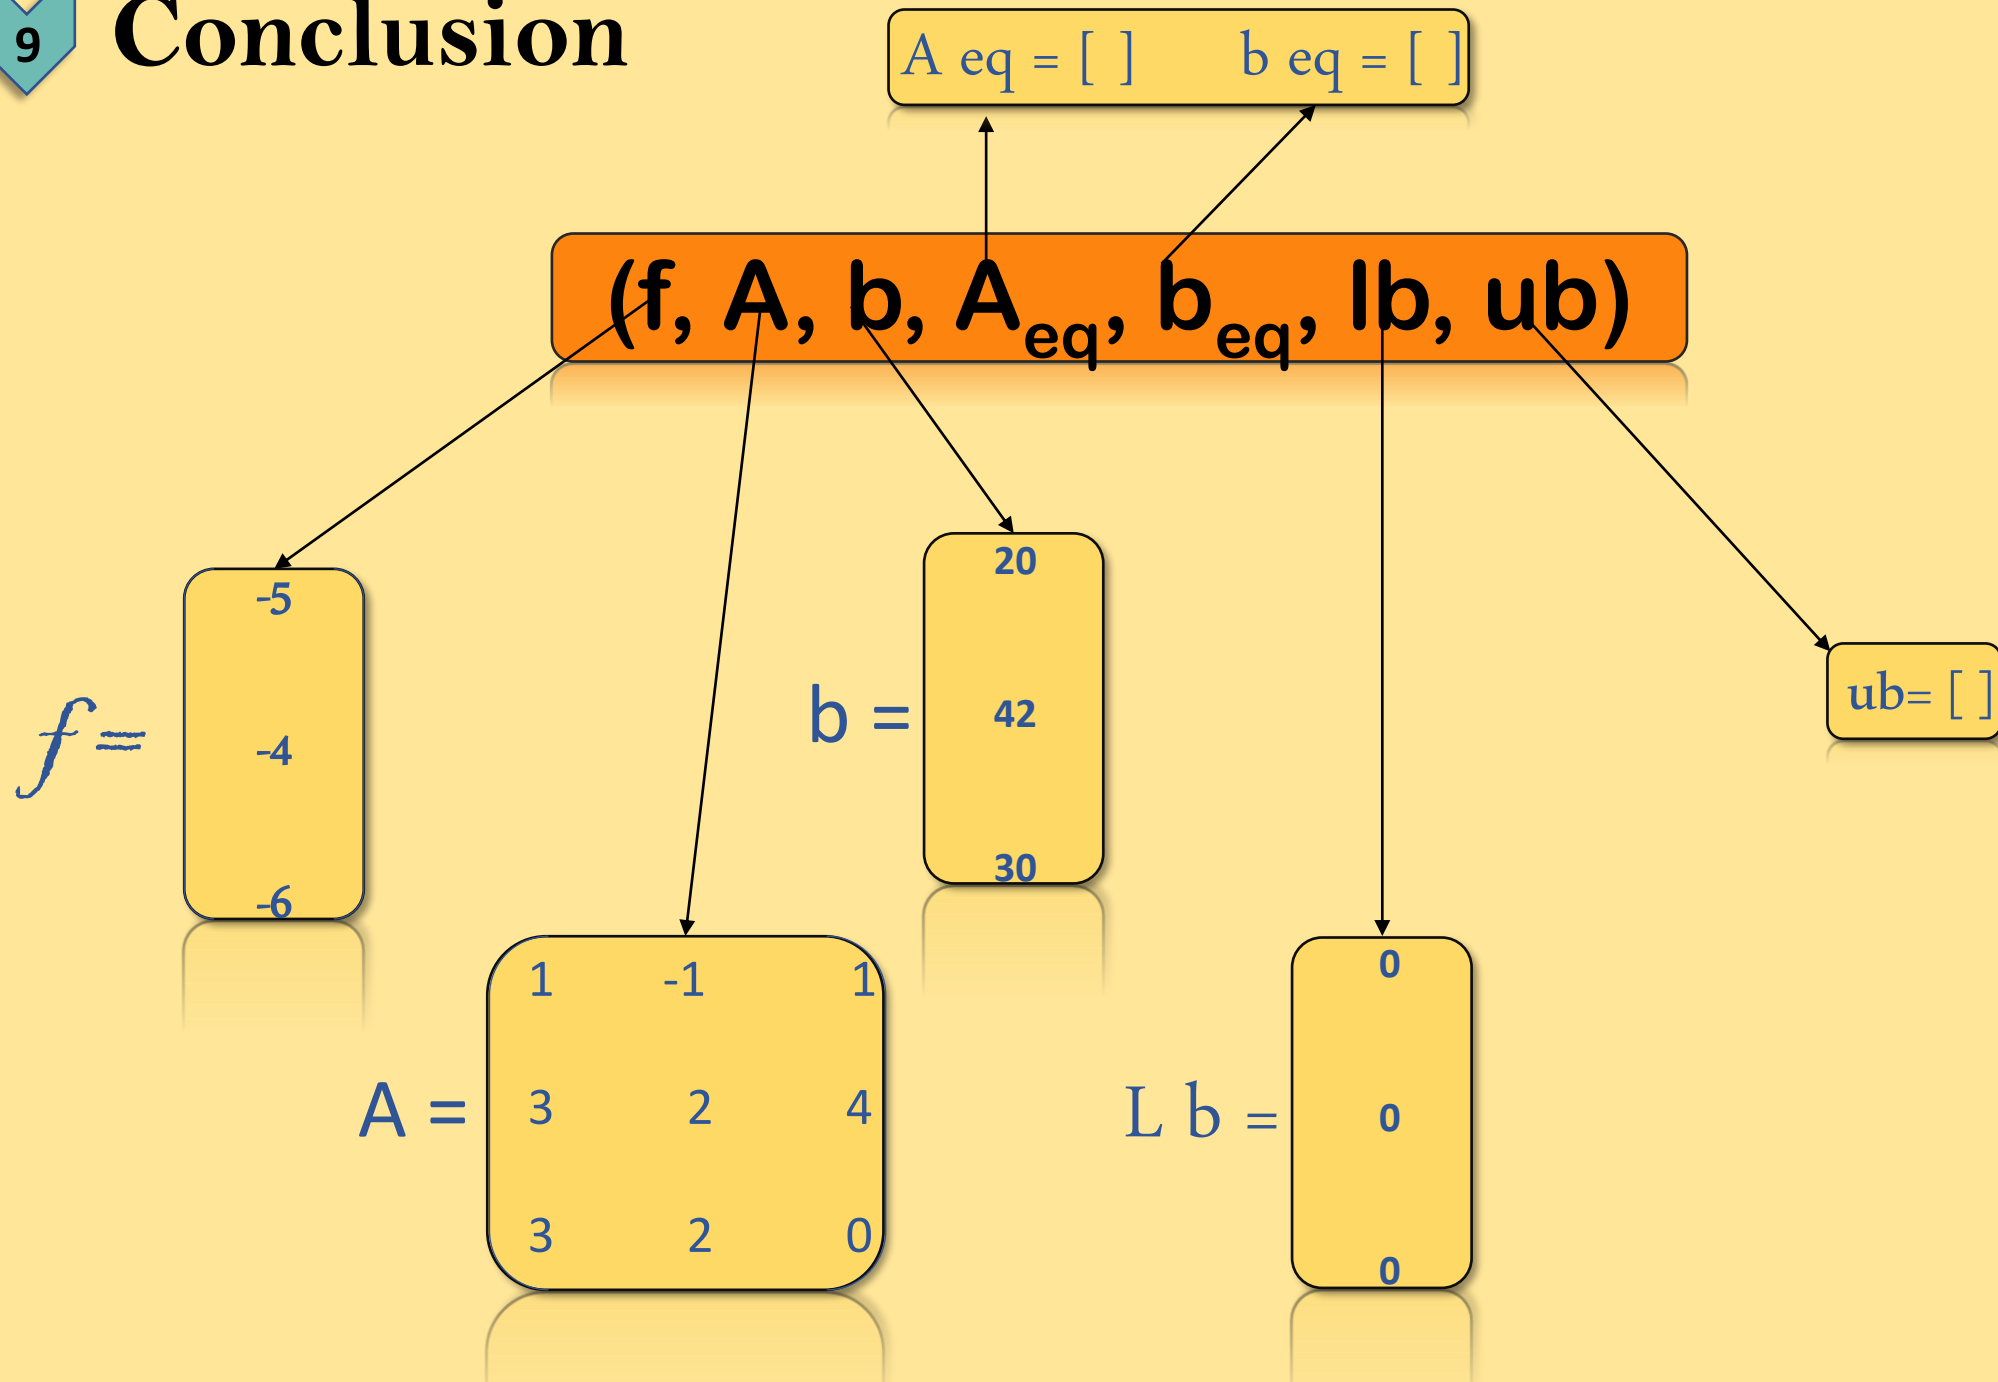 9
Conclusion
A eq = [ ] b eq = [ ]
(f, A, b, Aeq, beq, lb, ub)
f=
-5
-4
-6
b =
20
42
30
ub= [ ]
A =
1 -1 1
3 2 4
3 2 0
L b =
0
0
0